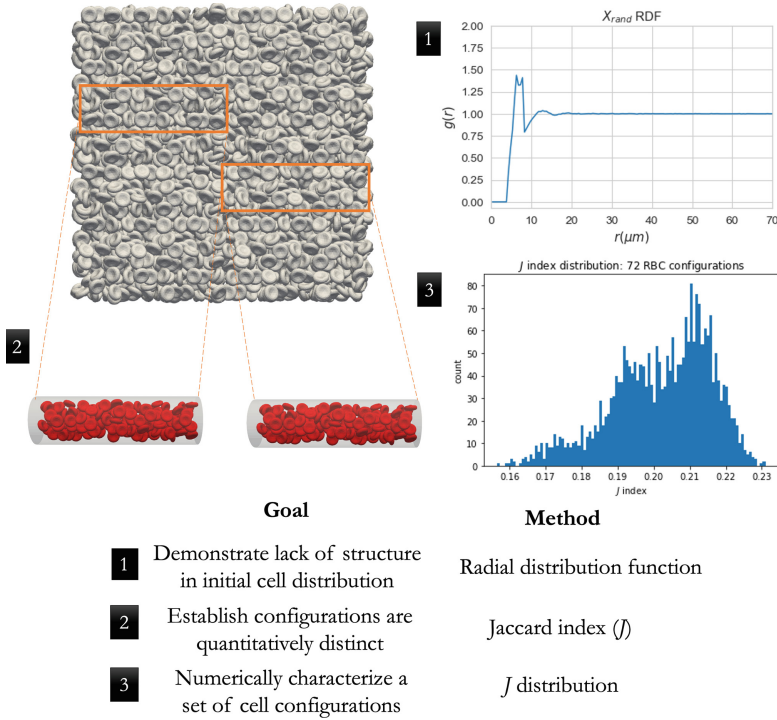 1
X_rand RDF
2.00
1.75
1.50
1.25
1.00
0.75
0.50
0.25
0.00
g(r)
0 10 20 30 40 50 60 70
r(μm)
3
J index distribution: 72 RBC configurations
80
70
60
50
40
30
20
10
0
count
0.16 0.17 0.18 0.19 0.20 0.21 0.22 0.23
J index
2
Goal Method
1 Demonstrate lack of structure
in initial cell distribution
Radial distribution function
2 Establish configurations are
quantitatively distinct
Jaccard index (J)
3 Numerically characterize a
set of cell configurations
J distribution